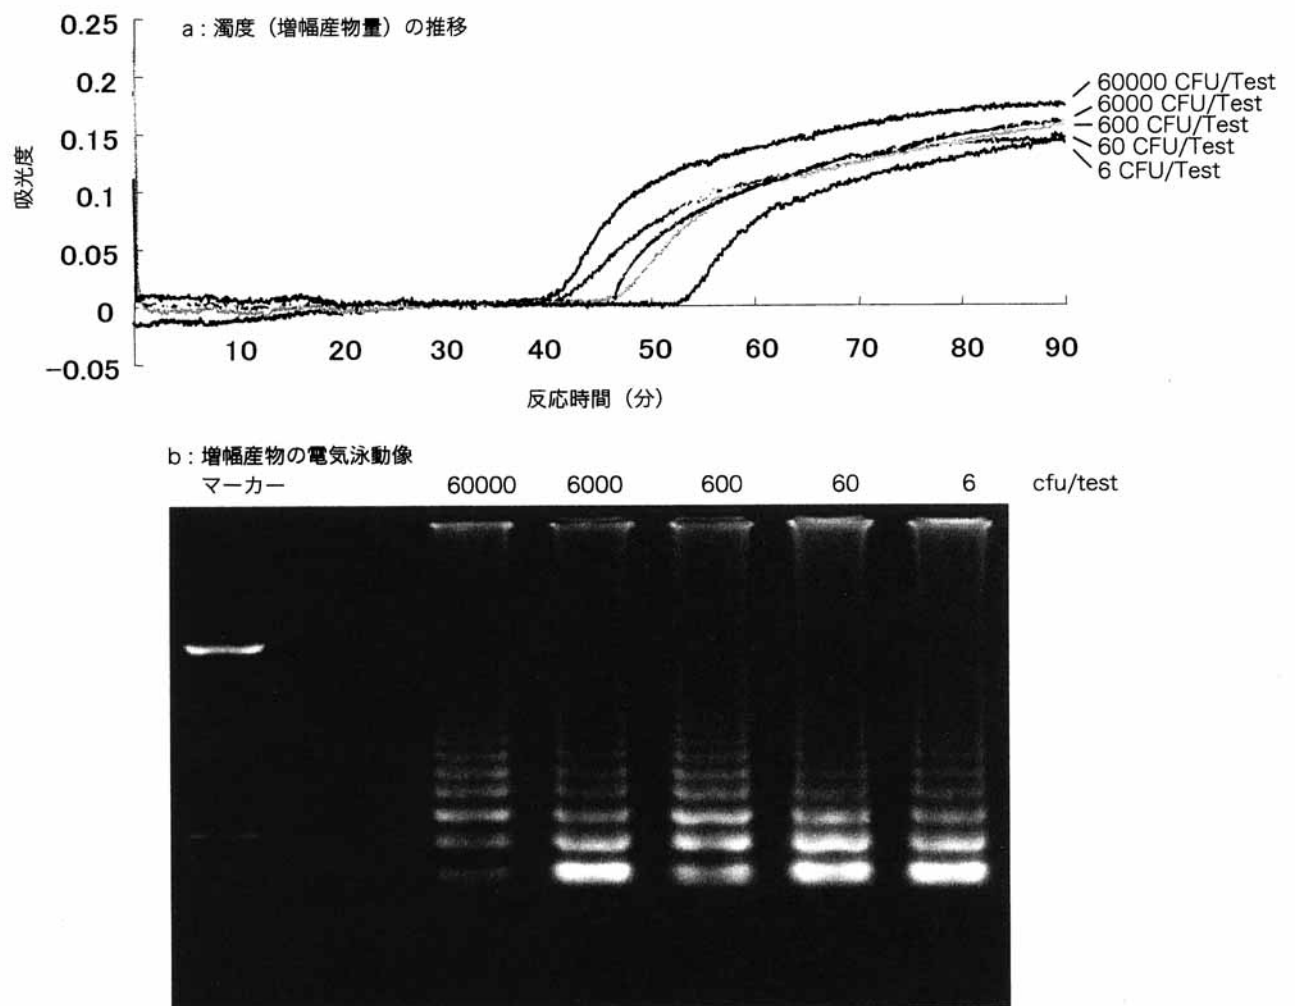 a : 濁度（増幅産物量）の推移
0.25
0.2
0.15
0.1
0.05
0
−0.05
吸光度
60000 CFU/Test
6000 CFU/Test
600 CFU/Test
60 CFU/Test
6 CFU/Test
10 20 30 40 50 60 70 80 90
反応時間（分）
b : 増幅産物の電気泳動像
マーカー 60000 6000 600 60 6 cfu/test